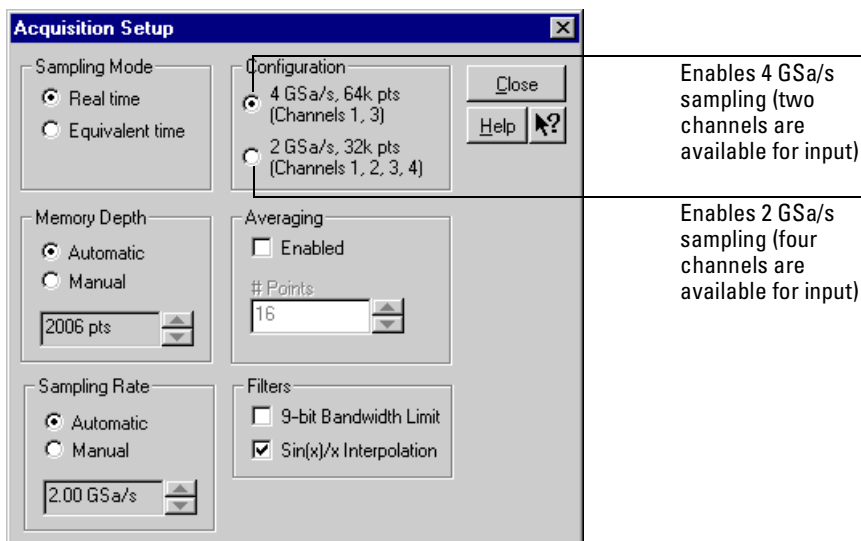 Acquisition Setup
Sampling Mode
Real time
Equivalent time
Configuration
4 GSa/s, 64k pts
(Channels 1, 3)
2 GSa/s, 32k pts
(Channels 1, 2, 3, 4)
Close
Help
?
Memory Depth
Automatic
Manual
2006 pts
Averaging
Enabled
# Points
16
Sampling Rate
Automatic
Manual
2.00 GSa/s
Filters
9-bit Bandwidth Limit
Sin(x)/x Interpolation
Enables 4 GSa/s
sampling (two
channels are
available for input)
Enables 2 GSa/s
sampling (four
channels are
available for input)